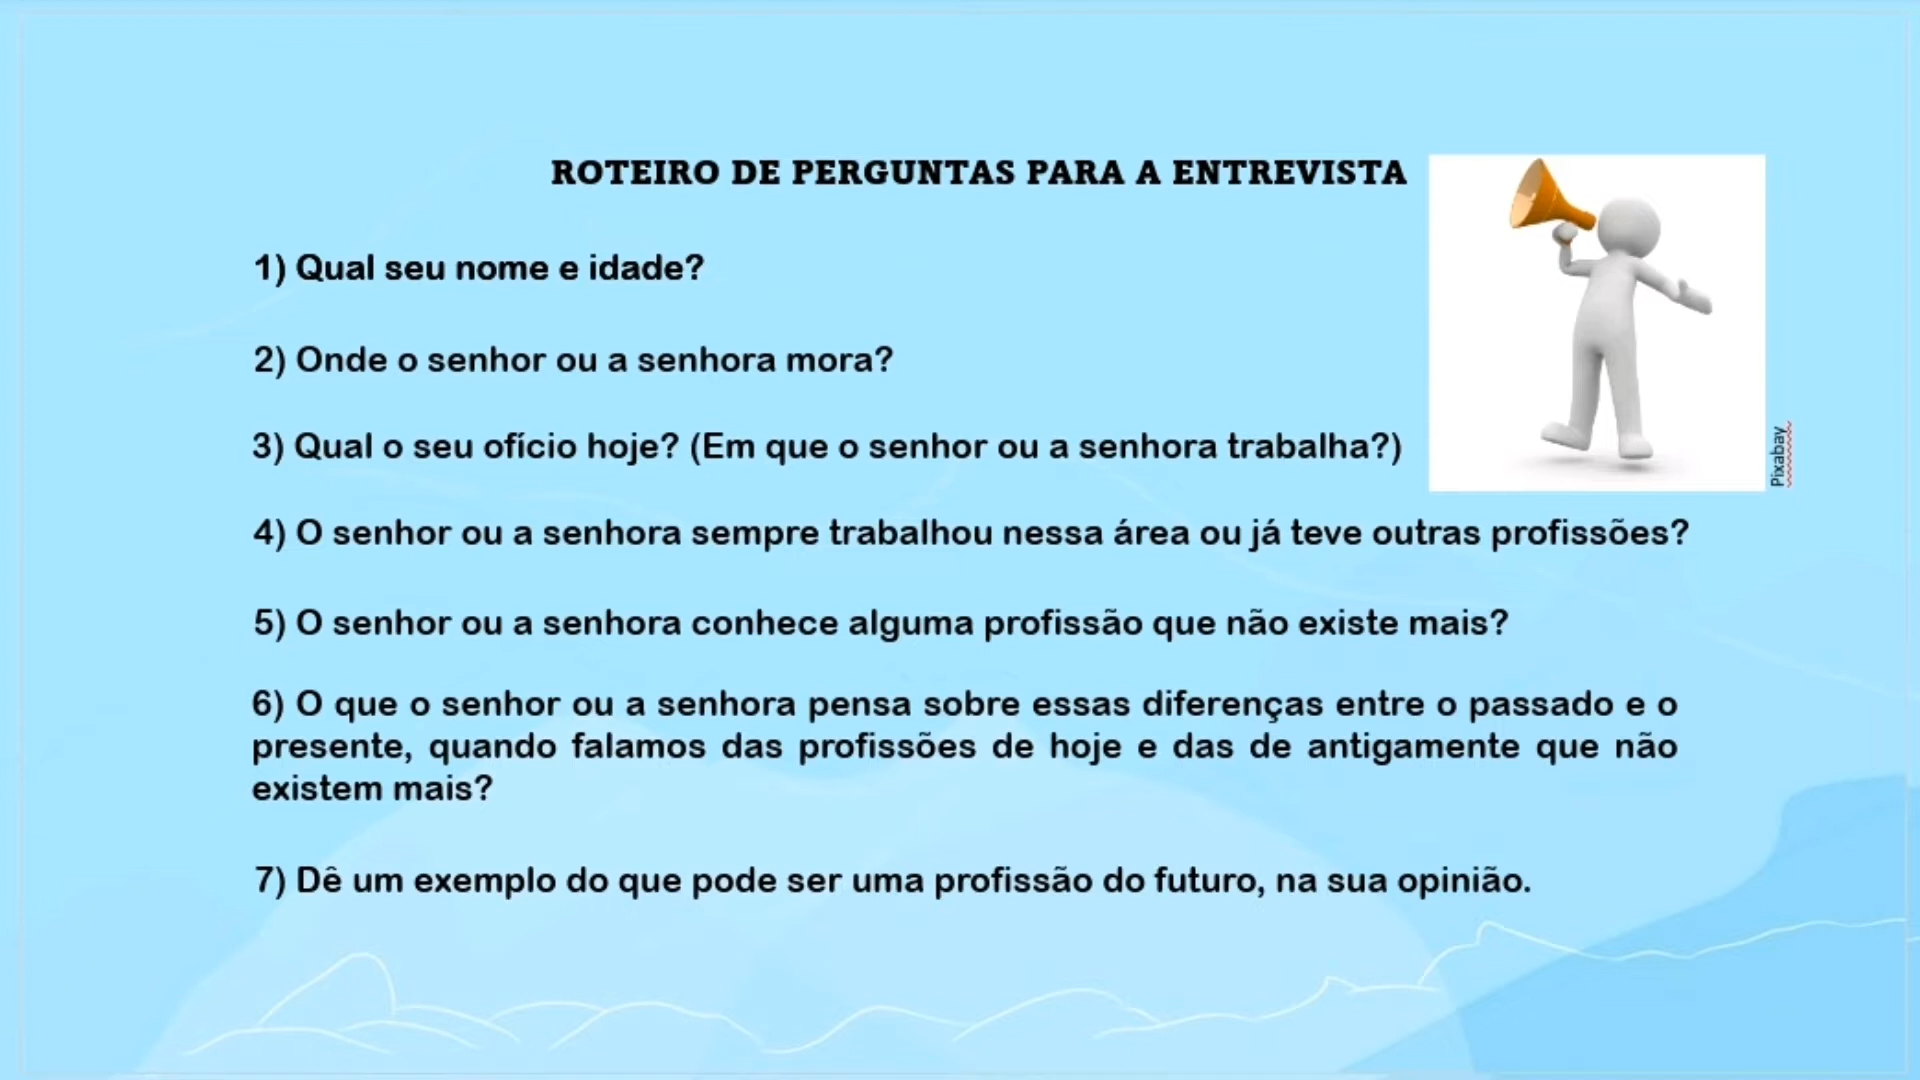 ROTEIRO DE PERGUNTAS PARA A ENTREVISTA
1) Qual seu nome e idade?
2) Onde o senhor ou a senhora mora?
3) Qual o seu ofício hoje? (Em que o senhor ou a senhora trabalha?)
Pixabay
4) O senhor ou a senhora sempre trabalhou nessa área ou já teve outras profissões?
5) O senhor ou a senhora conhece alguma profissão que não existe mais?
6) O que o senhor ou a senhora pensa sobre essas diferenças entre o passado e o
presente, quando falamos das profissões de hoje e das de antigamente que não
existem mais?
7) Dê um exemplo do que pode ser uma profissão do futuro, na sua opinião.